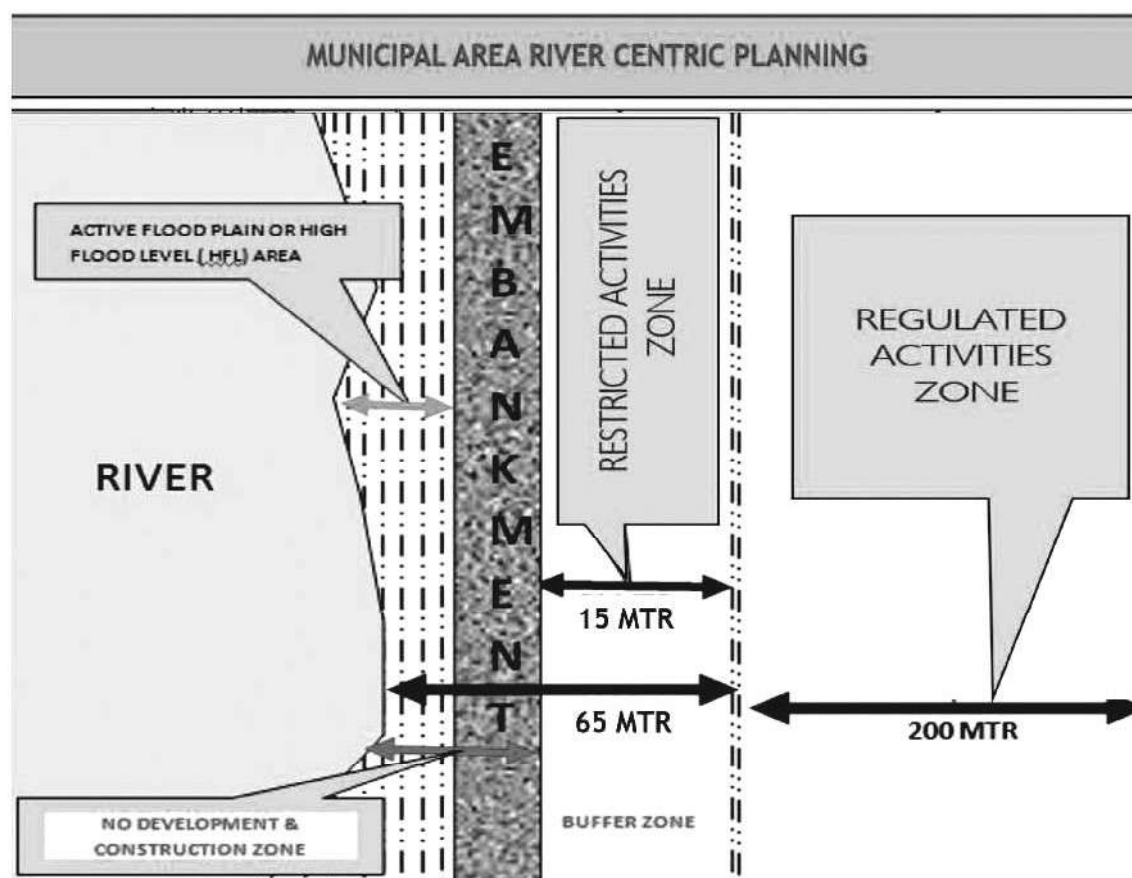 MUNICIPAL AREA RIVER CENTRIC PLANNING
ACTIVE FLOOD PLAIN OR HIGH
FLOOD LEVEL ( HFL) AREA
RIVER
EMBANKMENT
RESTRICTED ACTIVITIES
ZONE
REGULATED
ACTIVITIES
ZONE
15 MTR
65 MTR
200 MTR
NO DEVELOPMENT &
CONSTRUCTION ZONE
BUFFER ZONE